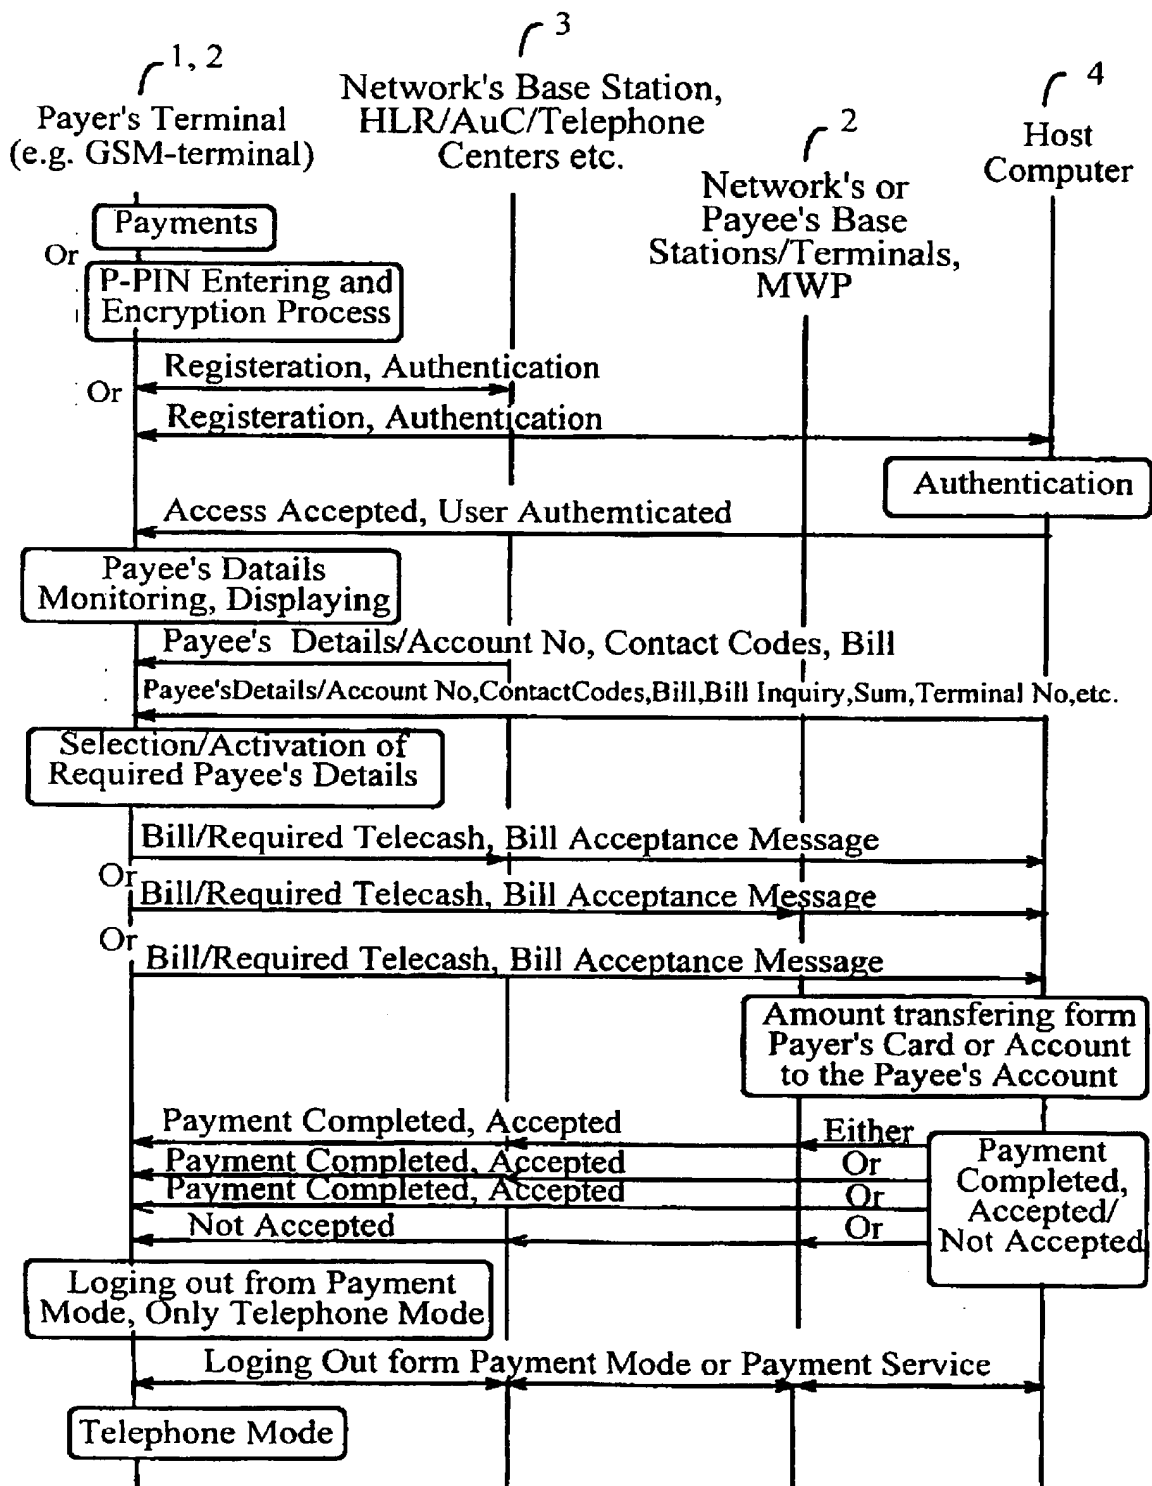 1, 2
Payer's Terminal
(e.g. GSM-terminal)
3
Network's Base Station,
HLR/AuC/Telephone
Centers etc.
2
Network's or
Payee's Base
Stations/Terminals,
MWP
4
Host
Computer
Payments
Or
P-PIN Entering and
Encryption Process
Registeration, Authentication
Or
Registeration, Authentication
Authentication
Access Accepted, User Authemticated
Payee's Datails
Monitoring, Displaying
Payee's Details/Account No, Contact Codes, Bill
Payee'sDetails/Account No,ContactCodes,Bill,Bill Inquiry,Sum,Terminal No,etc.
Selection/Activation of
Required Payee's Details
Bill/Required Telecash, Bill Acceptance Message
Or
Bill/Required Telecash, Bill Acceptance Message
Or
Bill/Required Telecash, Bill Acceptance Message
Amount transfering form
Payer's Card or Account
to the Payee's Account
Payment Completed, Accepted
Either
Payment Completed, Accepted
Or
Payment Completed, Accepted
Or
Not Accepted
Or
Payment
Completed,
Accepted/
Not Accepted
Loging out from Payment
Mode, Only Telephone Mode
Loging Out form Payment Mode or Payment Service
Telephone Mode